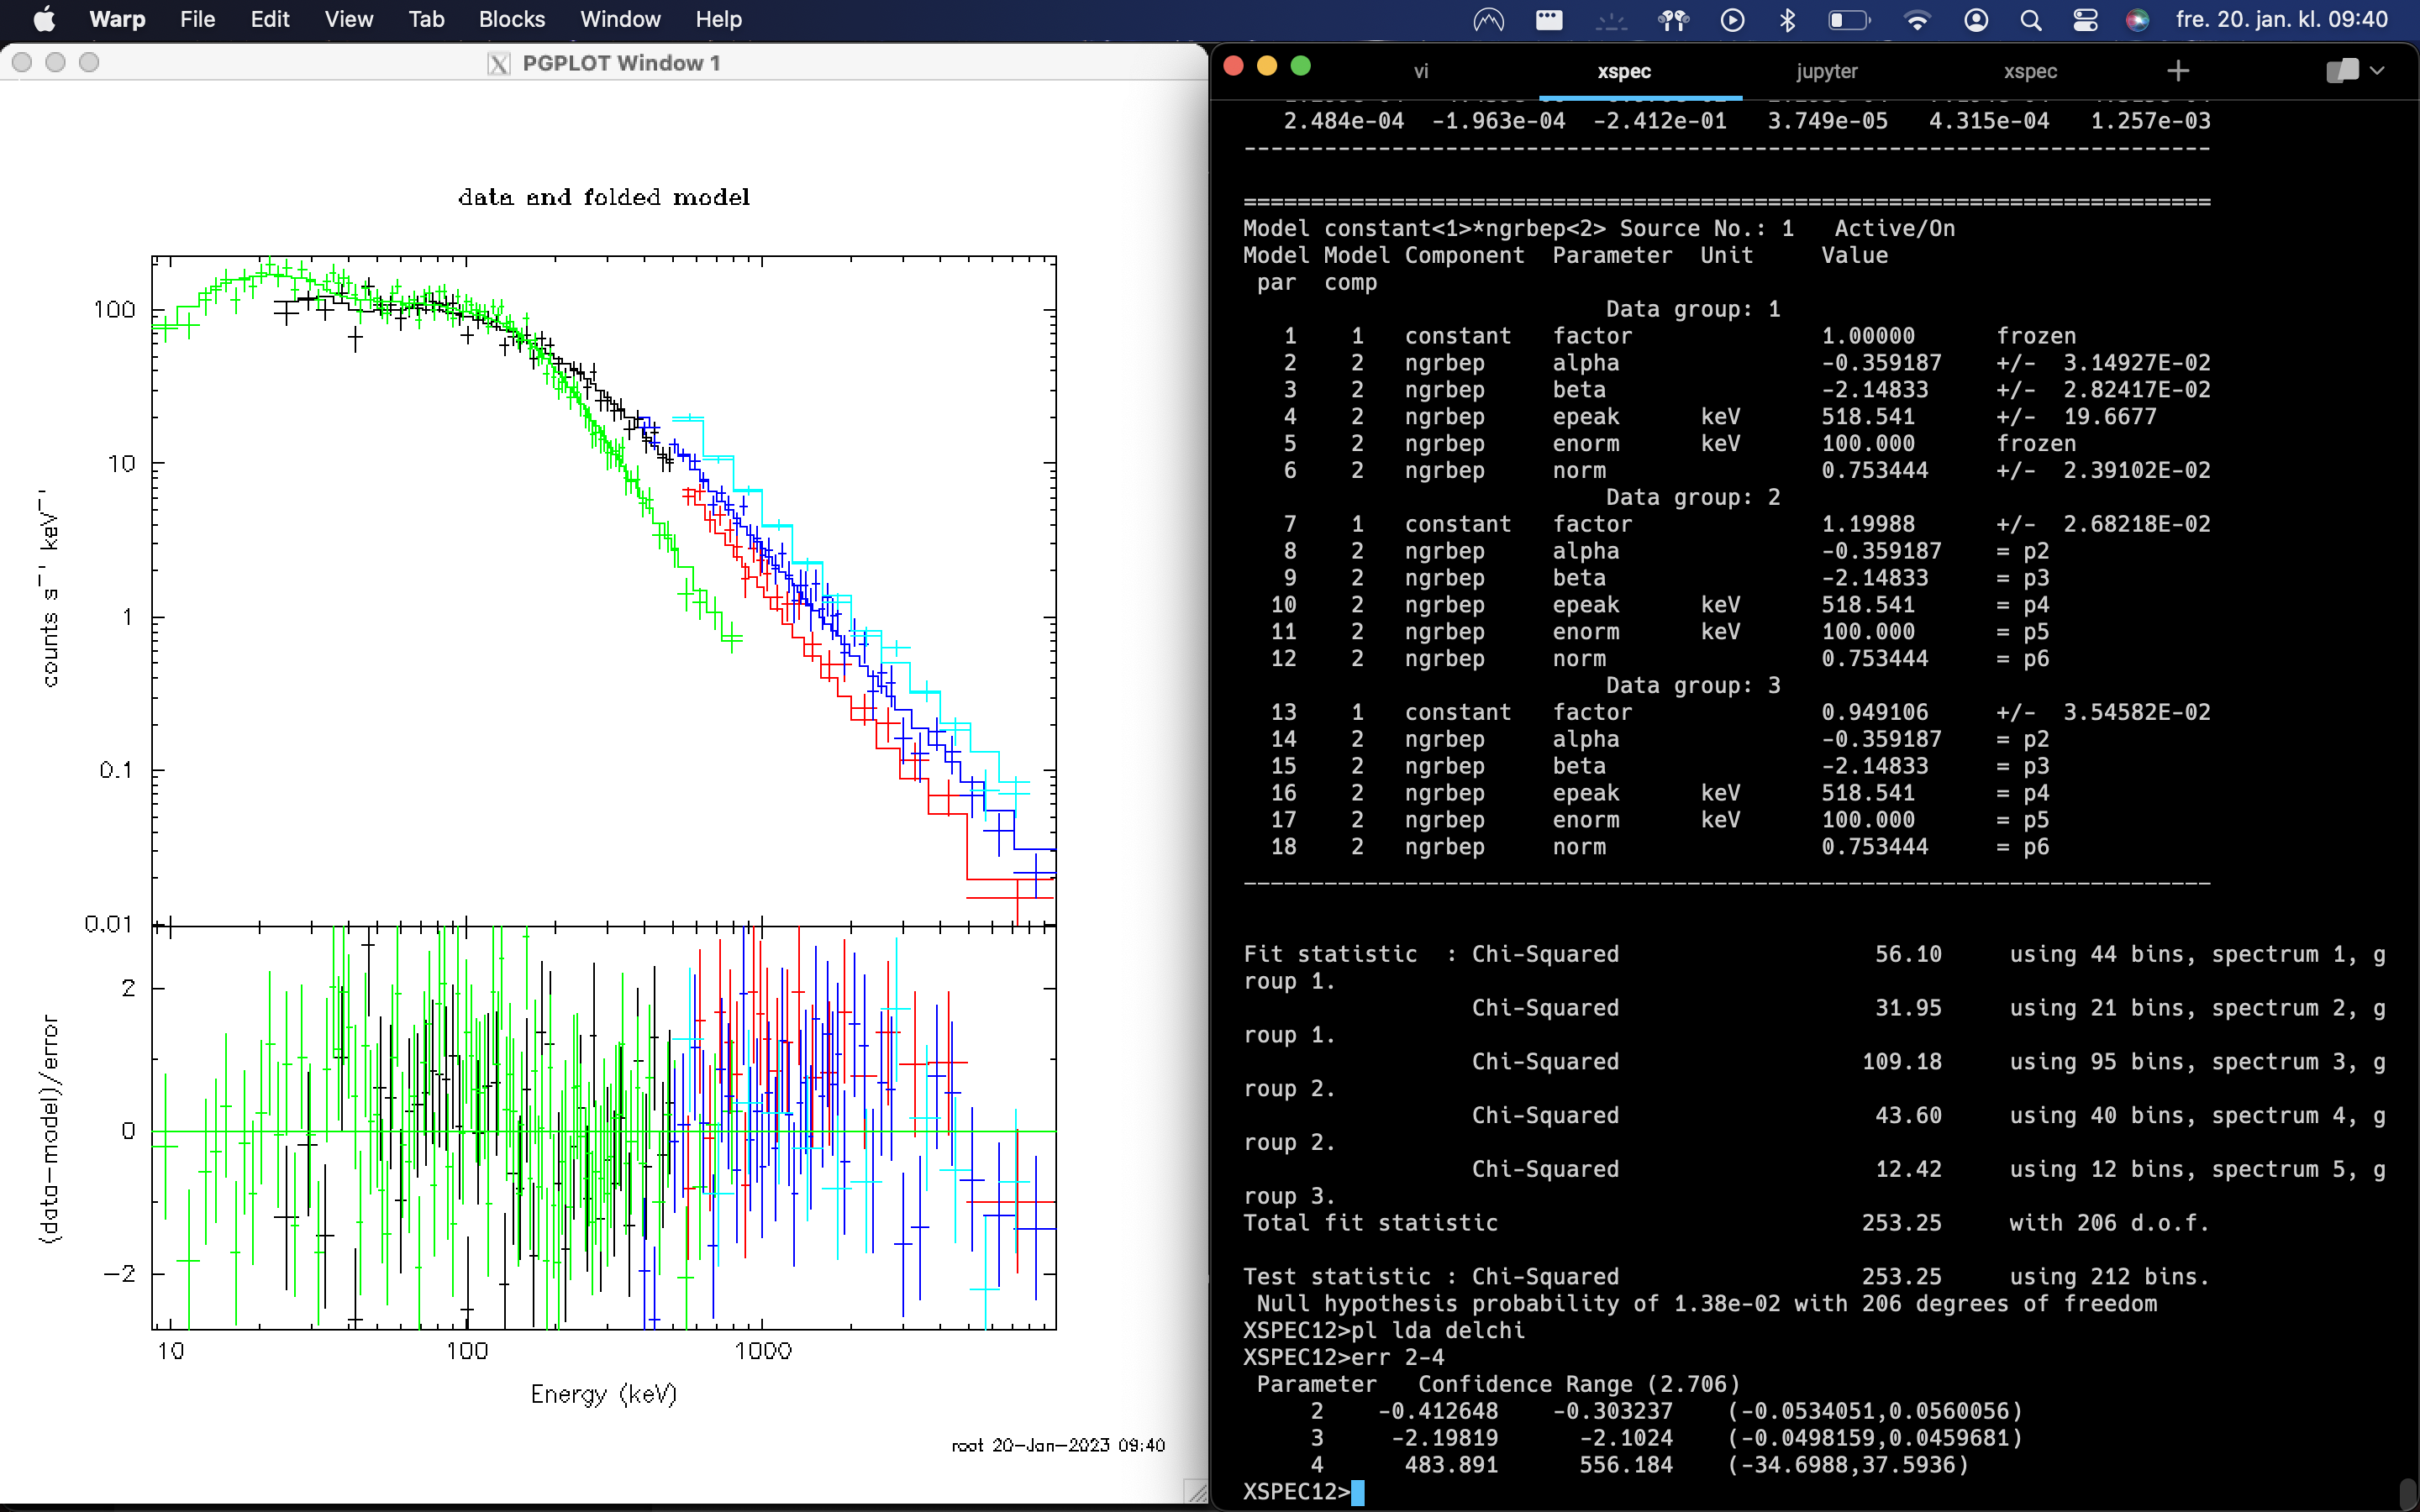 Warp File Edit View Tab Blocks Window Help
fre. 20. jan. kl. 09:40
PGPLOT Window 1
data and folded model
counts s⁻¹ keV⁻¹
100
10
1
0.1
0.01
(data-model)/error
2
0
-2
10 100 1000
Energy (keV)
root 20-Jan-2023 09:40
vi xspec jupyter xspec
2.484e-04 -1.963e-04 -2.412e-01 3.749e-05 4.315e-04 1.257e-03
--------------------------------------------------------------------------------
================================================================================
Model constant<1>*ngrbep<2> Source No.: 1 Active/On
Model Model Component Parameter Unit Value
par comp
Data group: 1
1 1 constant factor 1.00000 frozen
2 2 ngrbep alpha -0.359187 +/- 3.14927E-02
3 2 ngrbep beta -2.14833 +/- 2.82417E-02
4 2 ngrbep epeak keV 518.541 +/- 19.6677
5 2 ngrbep enorm keV 100.000 frozen
6 2 ngrbep norm 0.753444 +/- 2.39102E-02
Data group: 2
7 1 constant factor 1.19988 +/- 2.68218E-02
8 2 ngrbep alpha -0.359187 = p2
9 2 ngrbep beta -2.14833 = p3
10 2 ngrbep epeak keV 518.541 = p4
11 2 ngrbep enorm keV 100.000 = p5
12 2 ngrbep norm 0.753444 = p6
Data group: 3
13 1 constant factor 0.949106 +/- 3.54582E-02
14 2 ngrbep alpha -0.359187 = p2
15 2 ngrbep beta -2.14833 = p3
16 2 ngrbep epeak keV 518.541 = p4
17 2 ngrbep enorm keV 100.000 = p5
18 2 ngrbep norm 0.753444 = p6
________________________________________________________________________
Fit statistic : Chi-Squared 56.10 using 44 bins, spectrum 1, g
roup 1.
Chi-Squared 31.95 using 21 bins, spectrum 2, g
roup 1.
Chi-Squared 109.18 using 95 bins, spectrum 3, g
roup 2.
Chi-Squared 43.60 using 40 bins, spectrum 4, g
roup 2.
Chi-Squared 12.42 using 12 bins, spectrum 5, g
roup 3.
Total fit statistic 253.25 with 206 d.o.f.
Test statistic : Chi-Squared 253.25 using 212 bins.
Null hypothesis probability of 1.38e-02 with 206 degrees of freedom
XSPEC12>pl lda delchi
XSPEC12>err 2-4
Parameter Confidence Range (2.706)
2 -0.412648 -0.303237 (-0.0534051,0.0560056)
3 -2.19819 -2.1024 (-0.0498159,0.0459681)
4 483.891 556.184 (-34.6988,37.5936)
XSPEC12>